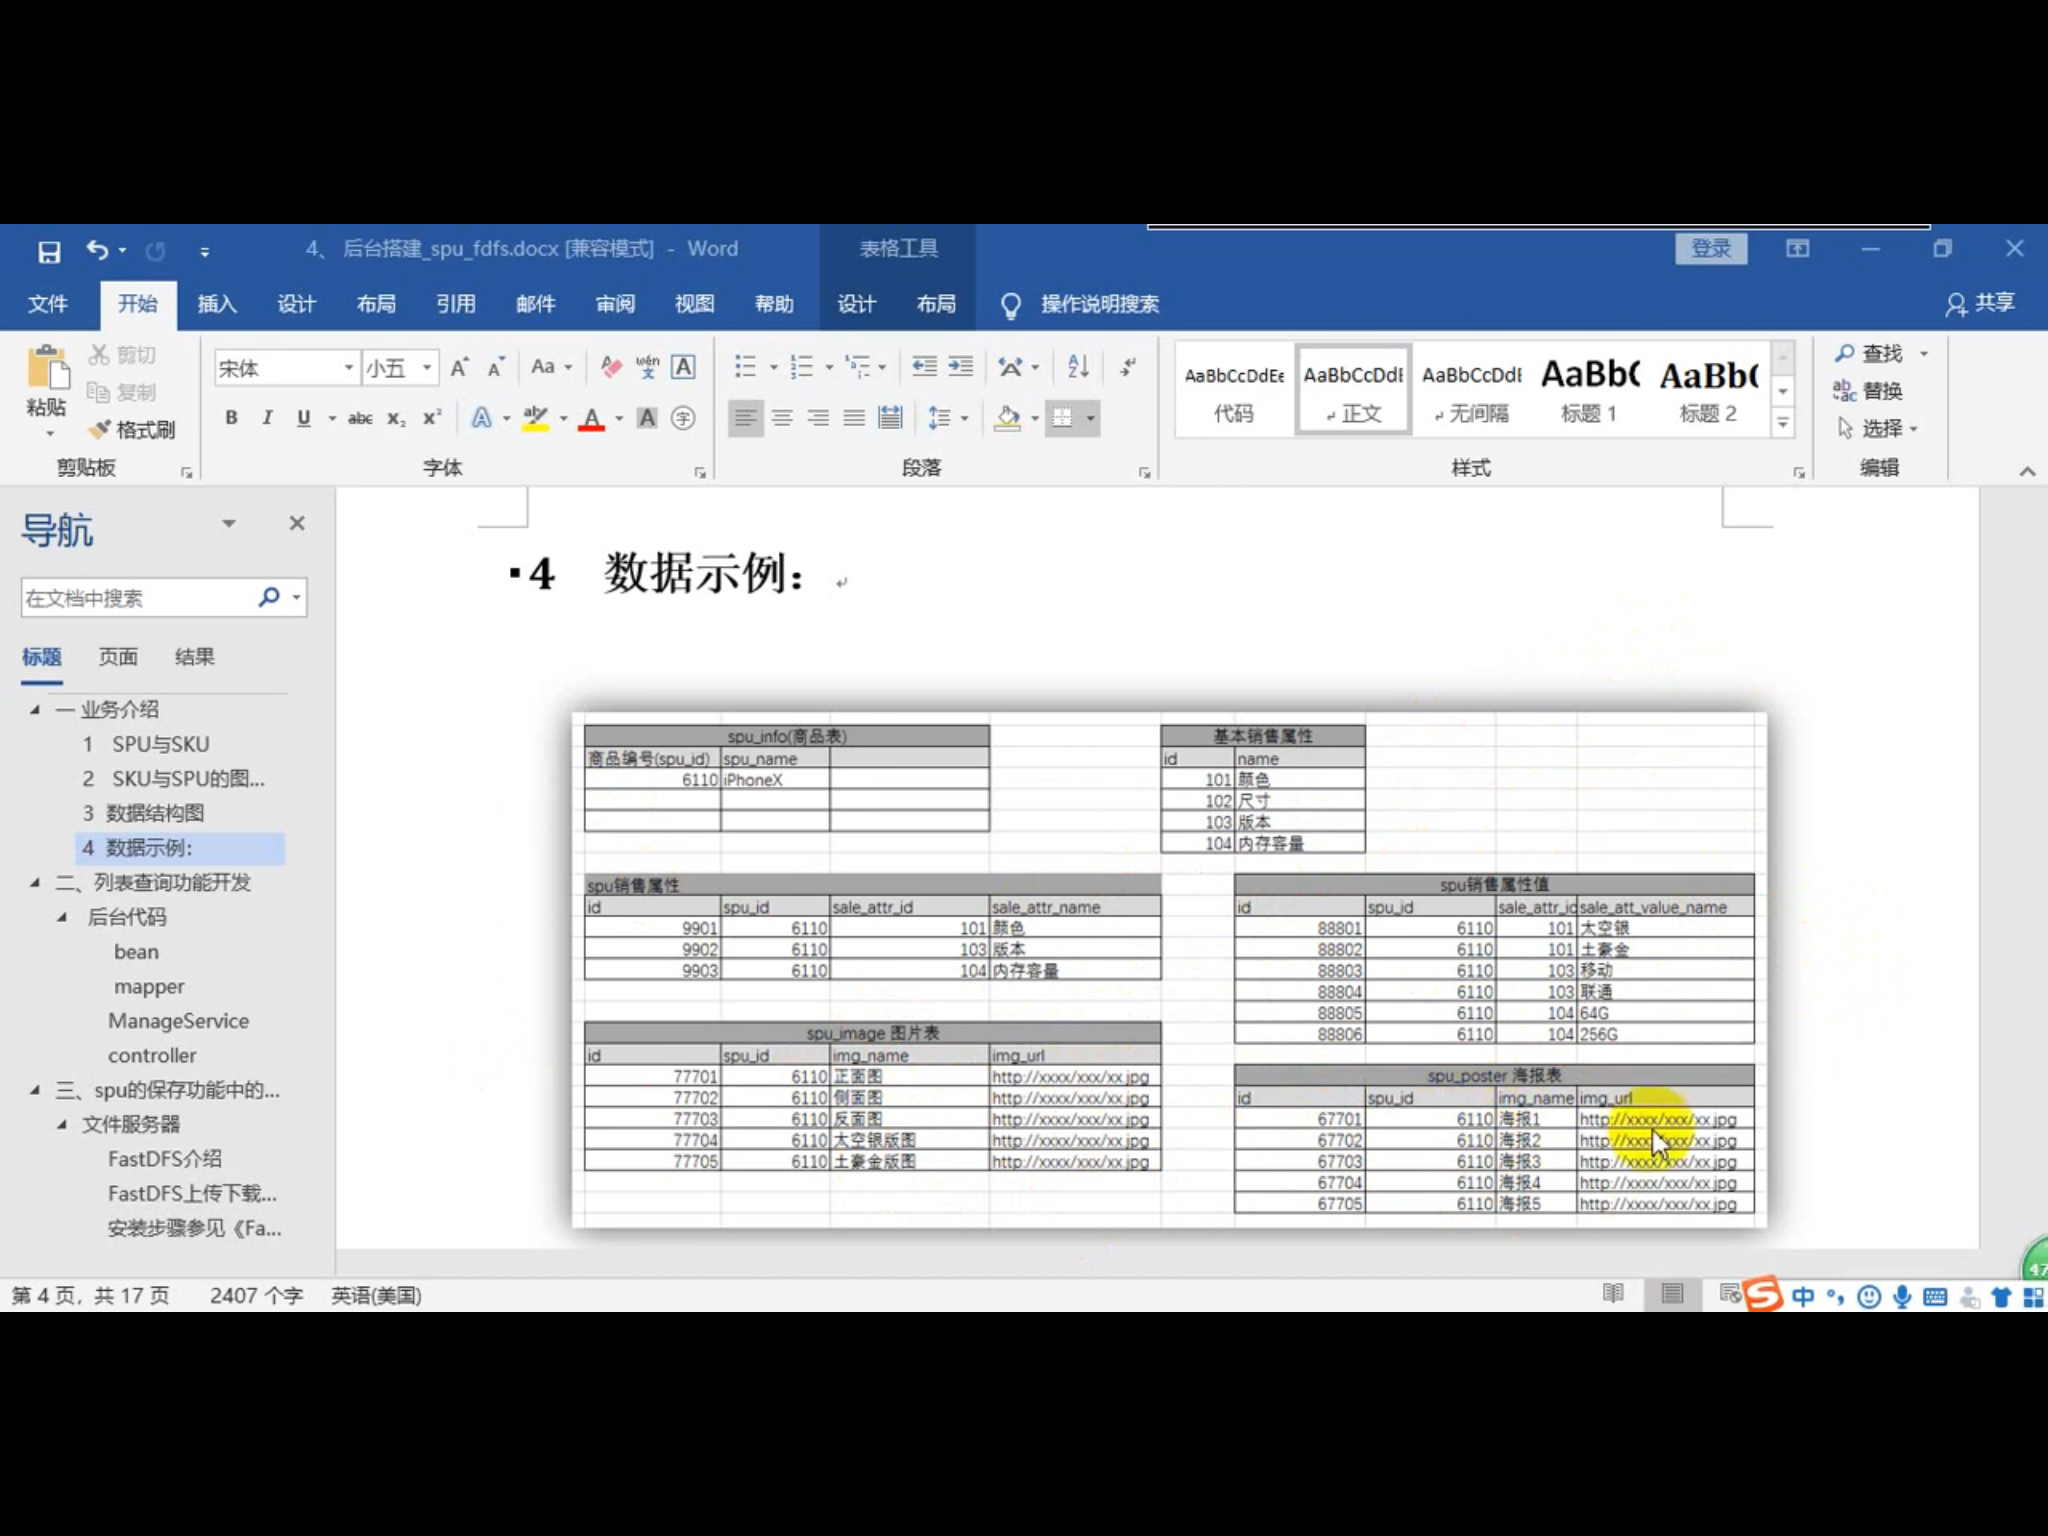 4、 后台搭建_spu_fdfs.docx [兼容模式] - Word
表格工具
登录
文件 开始 插入 设计 布局 引用 邮件 审阅 视图 帮助 设计 布局 操作说明搜索 共享
粘贴
剪切
复制
格式刷
剪贴板
宋体 小五
字体
段落
AaBbCcDdEe 代码
AaBbCcDdI 正文
AaBbCcDdI 无间隔
AaBb( 标题 1
AaBb( 标题 2
样式
查找
替换
选择
编辑
导航
在文档中搜索
标题 页面 结果
一 业务介绍
1 SPU与SKU
2 SKU与SPU的图...
3 数据结构图
4 数据示例:
二、列表查询功能开发
后台代码
bean
mapper
ManageService
controller
三、spu的保存功能中的...
文件服务器
FastDFS介绍
FastDFS上传下载...
安装步骤参见《Fa...
4 数据示例：
spu_info(商品表)
商品编号(spu_id) spu_name
6110 iPhoneX
基本销售属性
id name
101 颜色
102 尺寸
103 版本
104 内存容量
spu销售属性
id spu_id sale_attr_id sale_attr_name
9901 6110 101 颜色
9902 6110 103 版本
9903 6110 104 内存容量
spu销售属性值
id spu_id sale_attr_id sale_att_value_name
88801 6110 101 太空银
88802 6110 101 土豪金
88803 6110 103 移动
88804 6110 103 联通
88805 6110 104 64G
88806 6110 104 256G
spu_image 图片表
id spu_id img_name img_url
77701 6110 正面图 http://xxxx/xxx/xx.jpg
77702 6110 侧面图 http://xxxx/xxx/xx.jpg
77703 6110 反面图 http://xxxx/xxx/xx.jpg
77704 6110 太空银版图 http://xxxx/xxx/xx.jpg
77705 6110 土豪金版图 http://xxxx/xxx/xx.jpg
spu_poster 海报表
id spu_id img_name img_url
67701 6110 海报1 http://xxxx/xxx/xx.jpg
67702 6110 海报2 http://xxxx/xxx/xx.jpg
67703 6110 海报3 http://xxxx/xxx/xx.jpg
67704 6110 海报4 http://xxxx/xxx/xx.jpg
67705 6110 海报5 http://xxxx/xxx/xx.jpg
47
第 4 页，共 17 页 2407 个字 英语(美国)
中